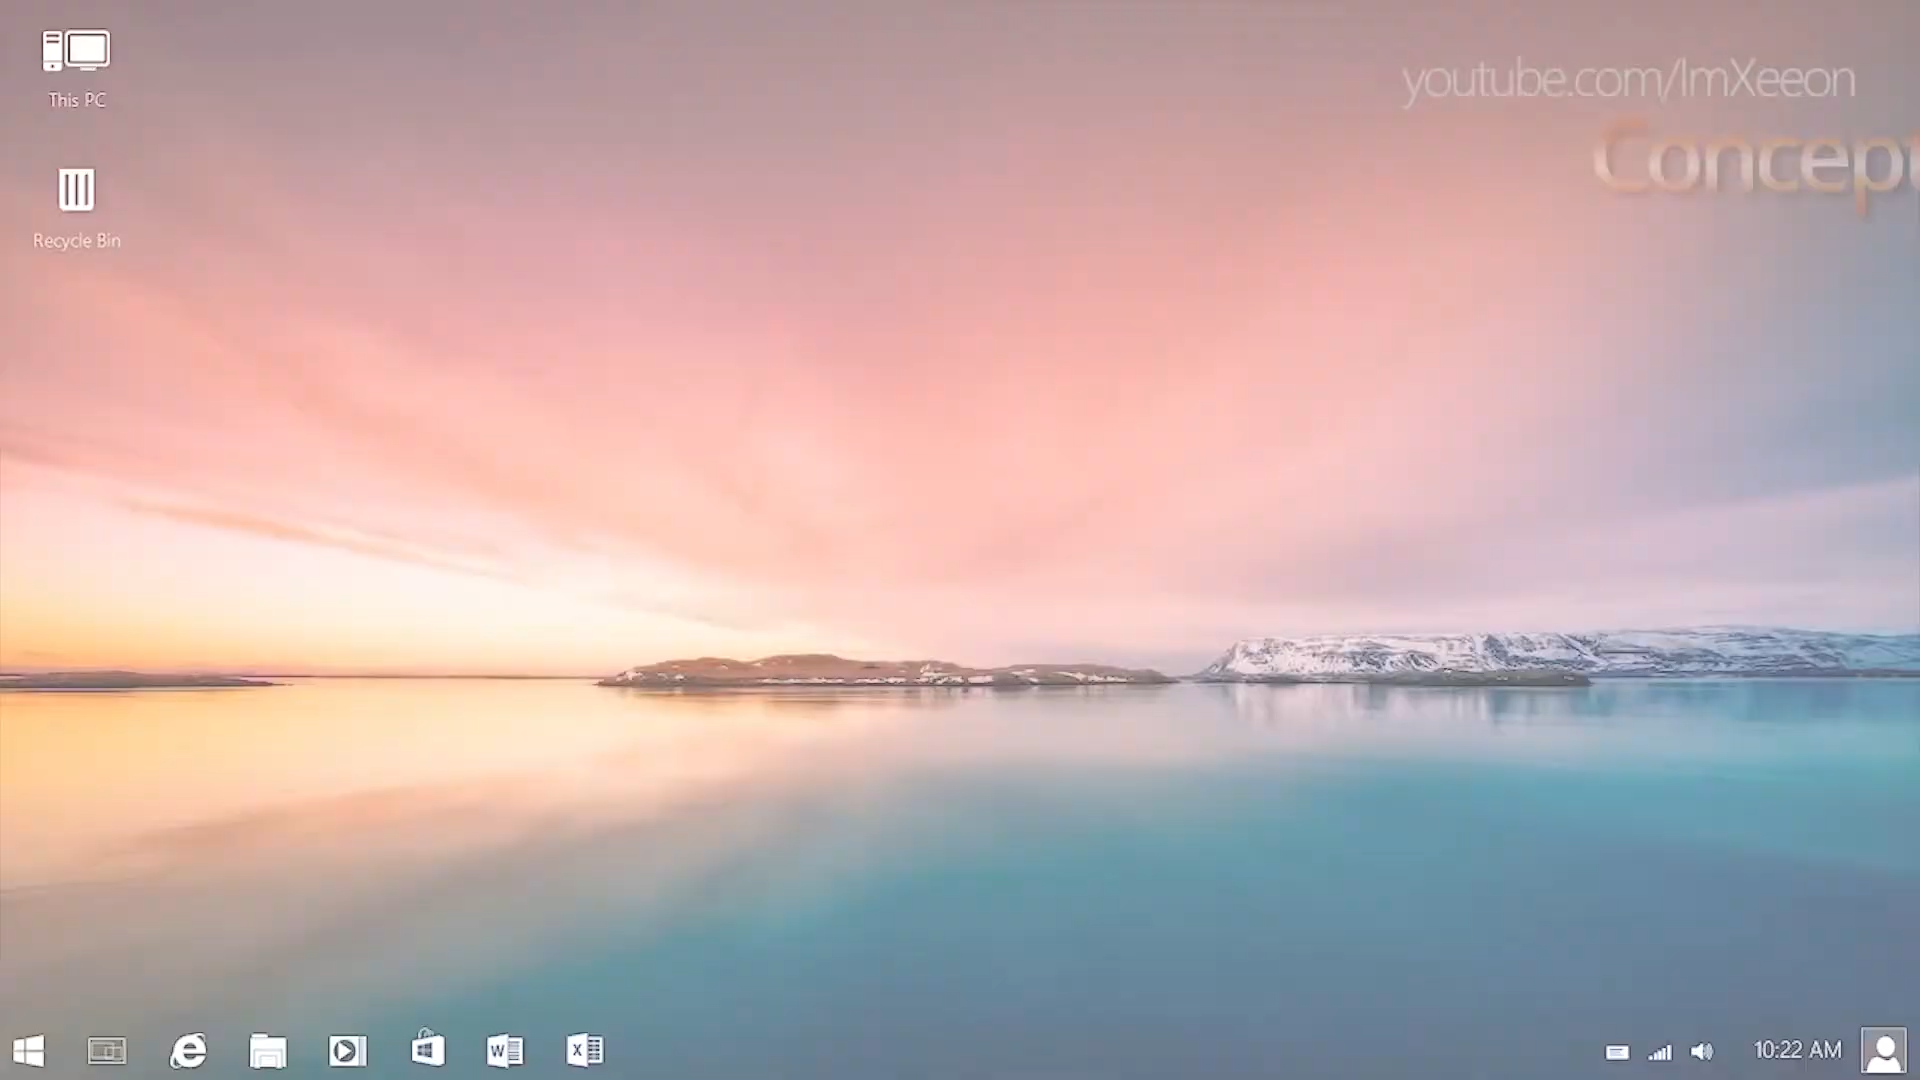 This PC
youtube.com/ImXeeon
Concept
Recycle Bin
W
X
10:22 AM